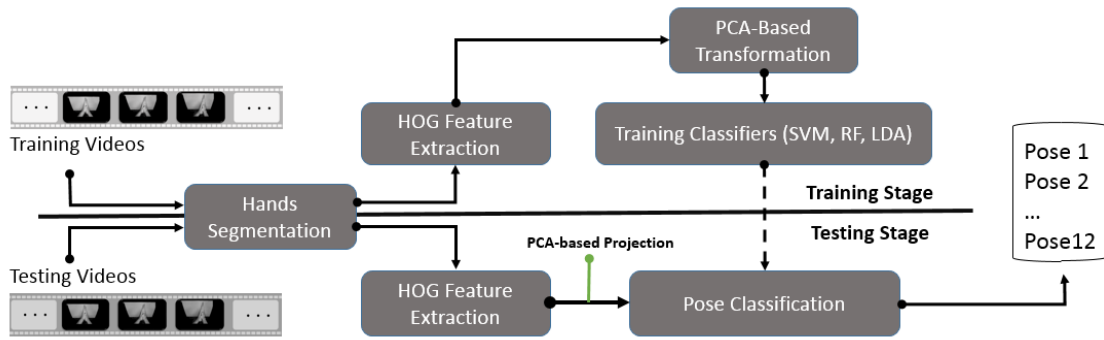 PCA-Based
Transformation
... ...
Training Videos
HOG Feature
Extraction
Training Classifiers (SVM, RF, LDA)
Pose 1
Pose 2
...
Pose12
Hands
Segmentation
Training Stage
Testing Stage
PCA-based Projection
Testing Videos
HOG Feature
Extraction
Pose Classification
... ...